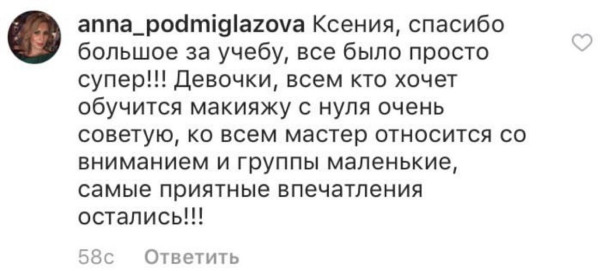 anna_podmiglazova Ксения, спасибо
большое за учебу, все было просто
супер!!! Девочки, всем кто хочет
обучится макияжу с нуля очень
советую, ко всем мастер относится со
вниманием и группы маленькие,
самые приятные впечатления
остались!!!
58с Ответить